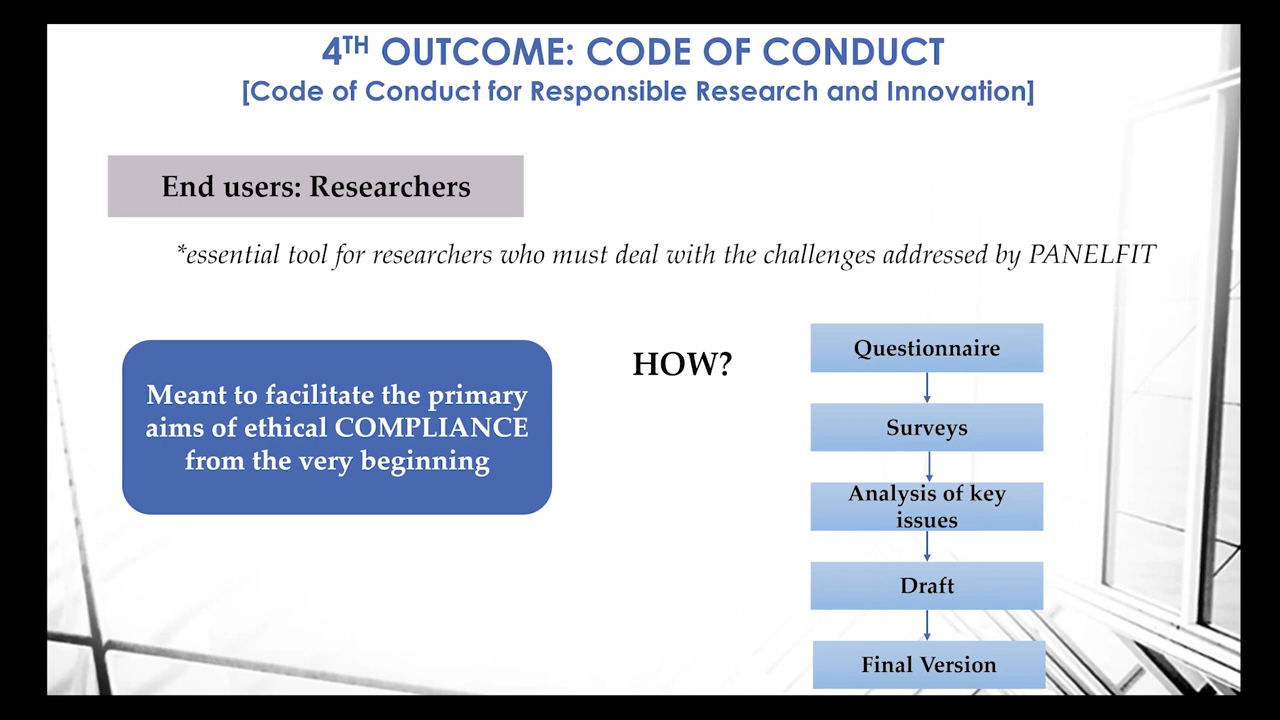 4TH OUTCOME: CODE OF CONDUCT
[Code of Conduct for Responsible Research and Innovation]
End users: Researchers
*essential tool for researchers who must deal with the challenges addressed by PANELFIT
Meant to facilitate the primary
aims of ethical COMPLIANCE
from the very beginning
HOW?
Questionnaire
Surveys
Analysis of key
issues
Draft
Final Version